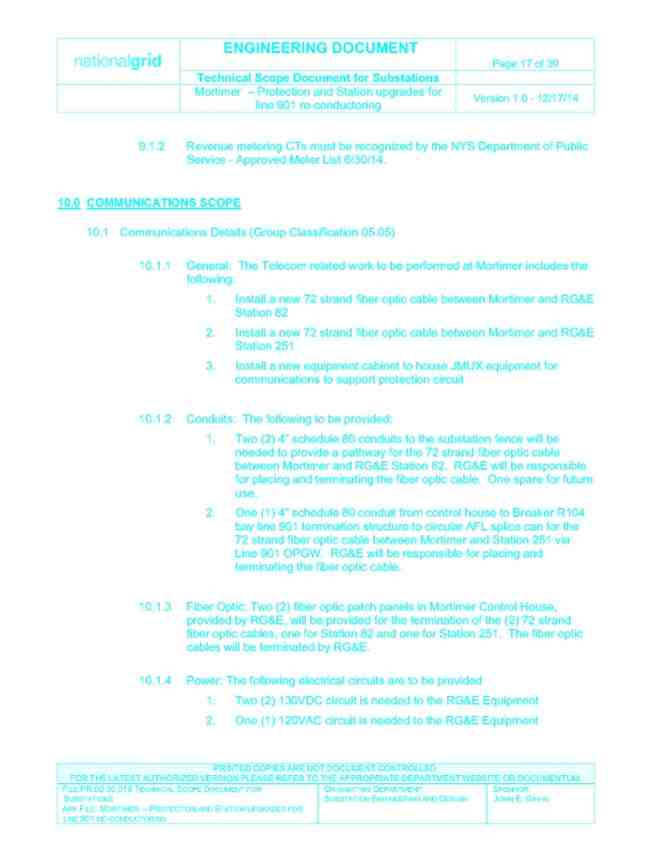 nationalgrid
ENGINEERING DOCUMENT
Page 17 of 39
Technical Scope Document for Substations
Mortimer – Protection and Station upgrades for
line 901 re-conductoring
Version 1.0 - 12/17/14
9.1.2 Revenue metering CTs must be recognized by the NYS Department of Public
Service - Approved Meter List 6/30/14.
10.0 COMMUNICATIONS SCOPE
10.1 Communications Details (Group Classification 05.05)
10.1.1 General: The Telecom related work to be performed at Mortimer includes the
following:
1. Install a new 72 strand fiber optic cable between Mortimer and RG&E
Station 82
2. Install a new 72 strand fiber optic cable between Mortimer and RG&E
Station 251
3. Install a new equipment cabinet to house JMUX equipment for
communications to support protection circuit
10.1.2 Conduits: The following to be provided:
1. Two (2) 4" schedule 80 conduits to the substation fence will be
needed to provide a pathway for the 72 strand fiber optic cable
between Mortimer and RG&E Station 82. RG&E will be responsible
for placing and terminating the fiber optic cable. One spare for future
use.
2. One (1) 4" schedule 80 conduit from control house to Breaker R104
bay line 901 termination structure to circular AFL splice can for the
72 strand fiber optic cable between Mortimer and Station 251 via
Line 901 OPGW. RG&E will be responsible for placing and
terminating the fiber optic cable.
10.1.3 Fiber Optic: Two (2) fiber optic patch panels in Mortimer Control House,
provided by RG&E, will be provided for the termination of the (2) 72 strand
fiber optic cables, one for Station 82 and one for Station 251. The fiber optic
cables will be terminated by RG&E.
10.1.4 Power: The following electrical circuits are to be provided
1. Two (2) 130VDC circuit is needed to the RG&E Equipment
2. One (1) 120VAC circuit is needed to the RG&E Equipment
PRINTED COPIES ARE NOT DOCUMENT CONTROLLED.
FOR THE LATEST AUTHORIZED VERSION PLEASE REFER TO THE APPROPRIATE DEPARTMENT WEBSITE OR DOCUMENTUM.
FILE: TECHNICAL SCOPE DOCUMENT FOR
SUBSTATIONS
ORIGINATING DEPARTMENT:
SUBSTATION ENGINEERING AND DESIGN
SPONSOR:
JOHN E.
FILE: MORTIMER – PROTECTION AND STATION UPGRADES FOR
LINE 901 RE-CONDUCTORING